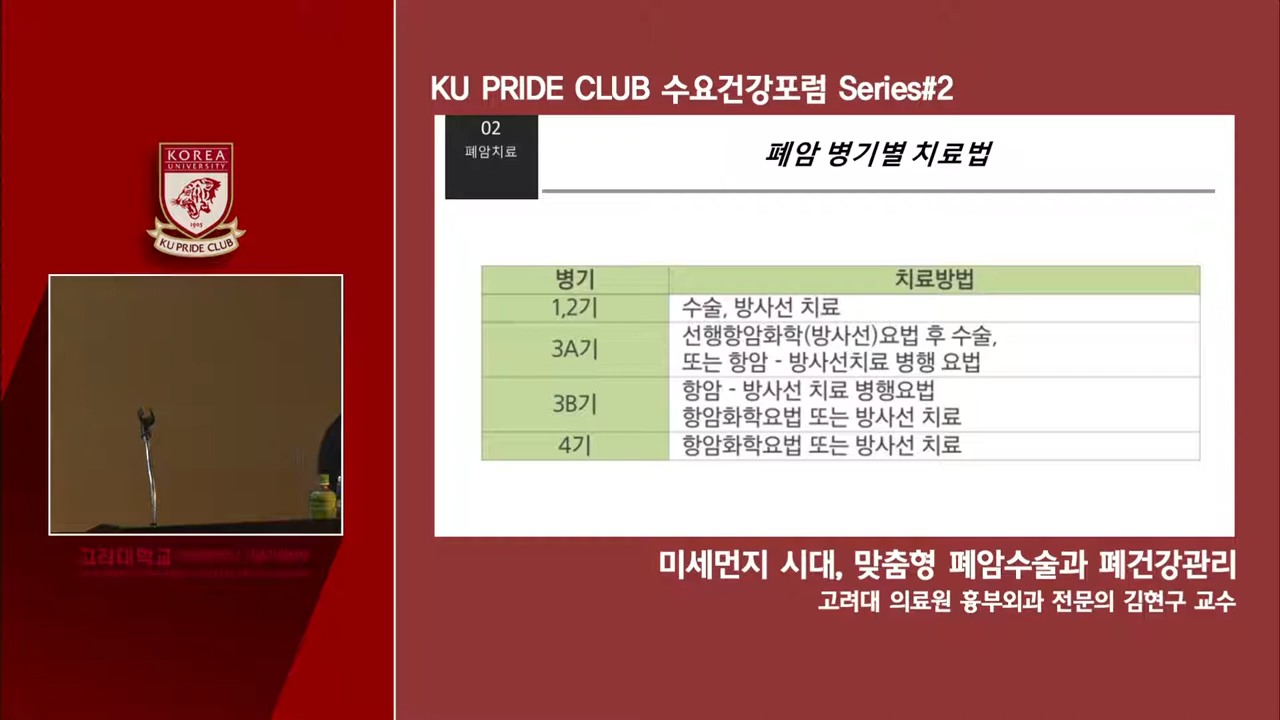 KU PRIDE CLUB 수요건강포럼 Series#2
02
폐암치료
폐암 병기별 치료법
병기 치료방법
1,2기 수술, 방사선 치료
3A기 선행항암화학(방사선)요법 후 수술,
또는 항암 - 방사선치료 병행 요법
3B기 항암 - 방사선 치료 병행요법
항암화학요법 또는 방사선 치료
4기 항암화학요법 또는 방사선 치료
KOREA
UNIVERSITY
1905
KU PRIDE CLUB
고려대학교
미세먼지 시대, 맞춤형 폐암수술과 폐건강관리
고려대 의료원 흉부외과 전문의 김현구 교수